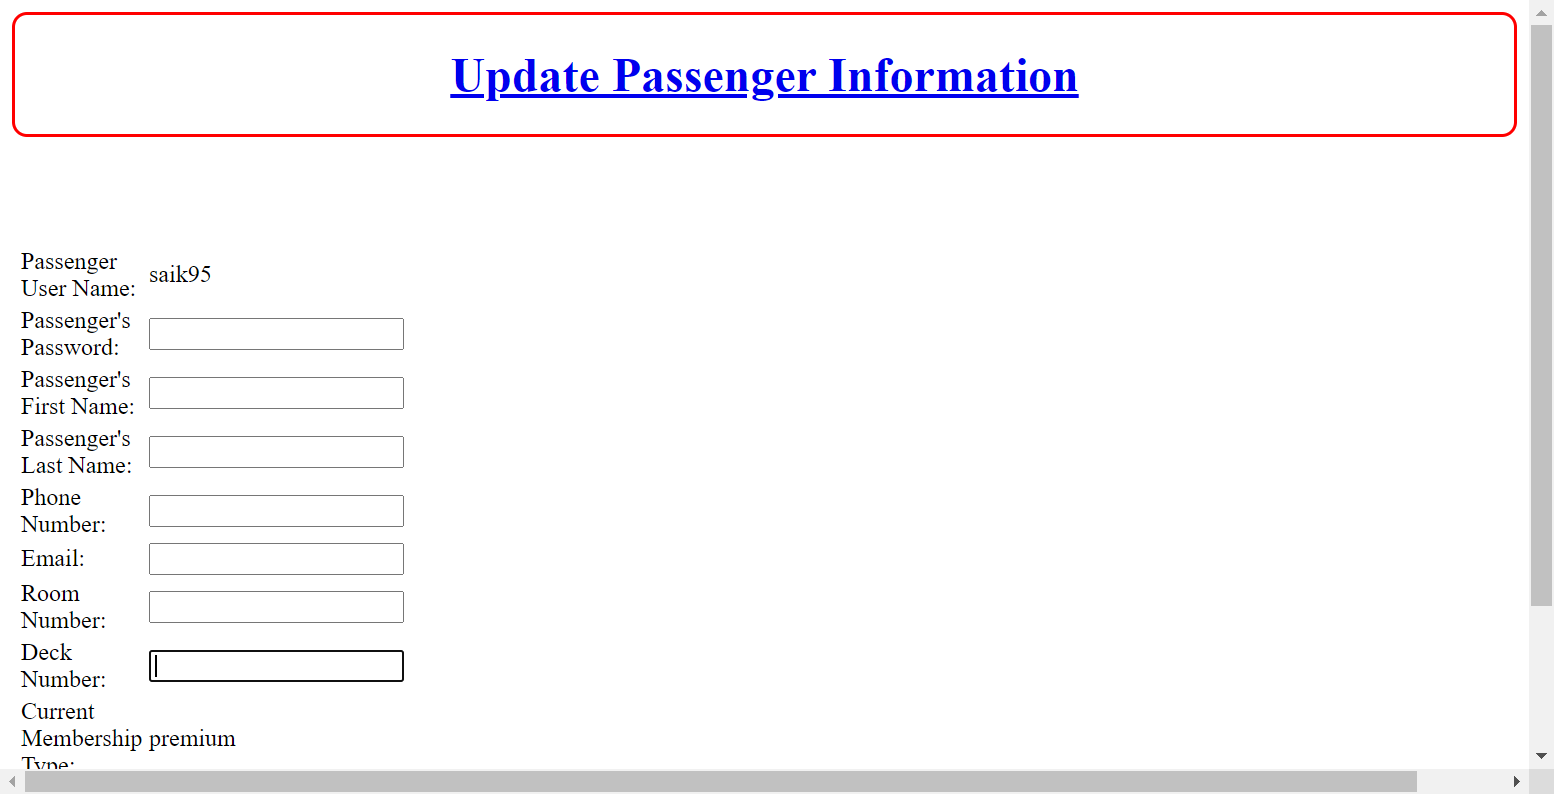 Update Passenger Information
Passenger
User Name:
saik95
Passenger's
Password:
Passenger's
First Name:
Passenger's
Last Name:
Phone
Number:
Email:
Room
Number:
Deck
Number:
Current
Membership premium
Type: